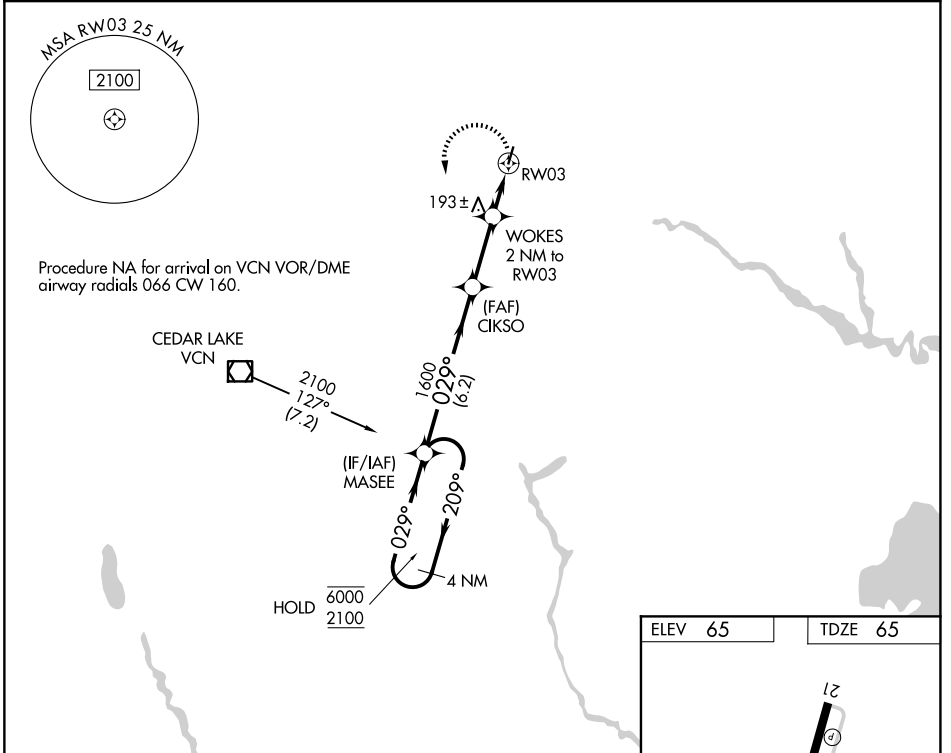 MSA RW03 25 NM
2100
RW03
193±
WOKES
2 NM to
RW03
Procedure NA for arrival on VCN VOR/DME
airway radials 066 CW 160.
(FAF)
CIKSO
CEDAR LAKE
VCN
2100
127°
(7.2)
1600
029°
(6.2)
(IF/IAF)
MASEE
029°
209°
4 NM
HOLD
6000
2100
ELEV 65
TDZE 65
21
P